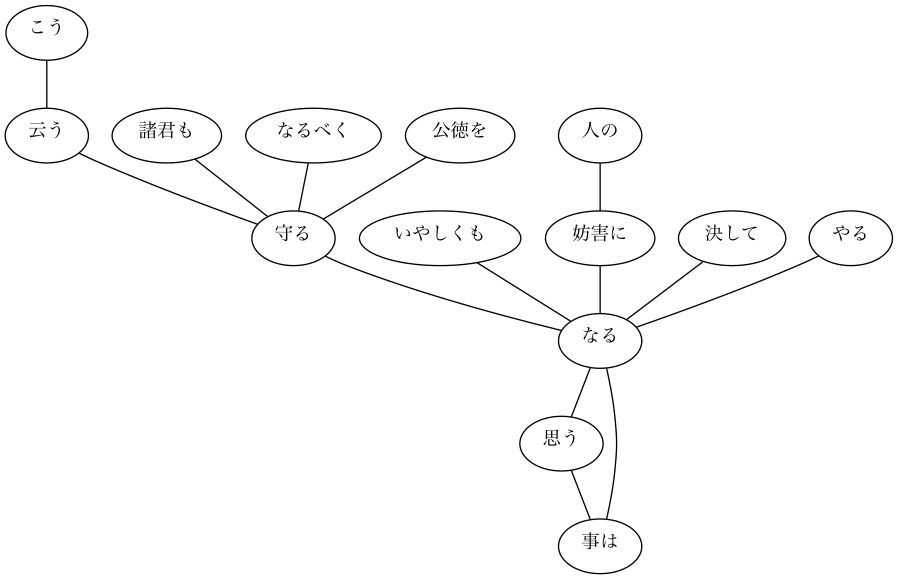 こう
云う
諸君も
なるべく
公徳を
人の
守る
いやしくも
妨害に
決して
やる
なる
思う
事は